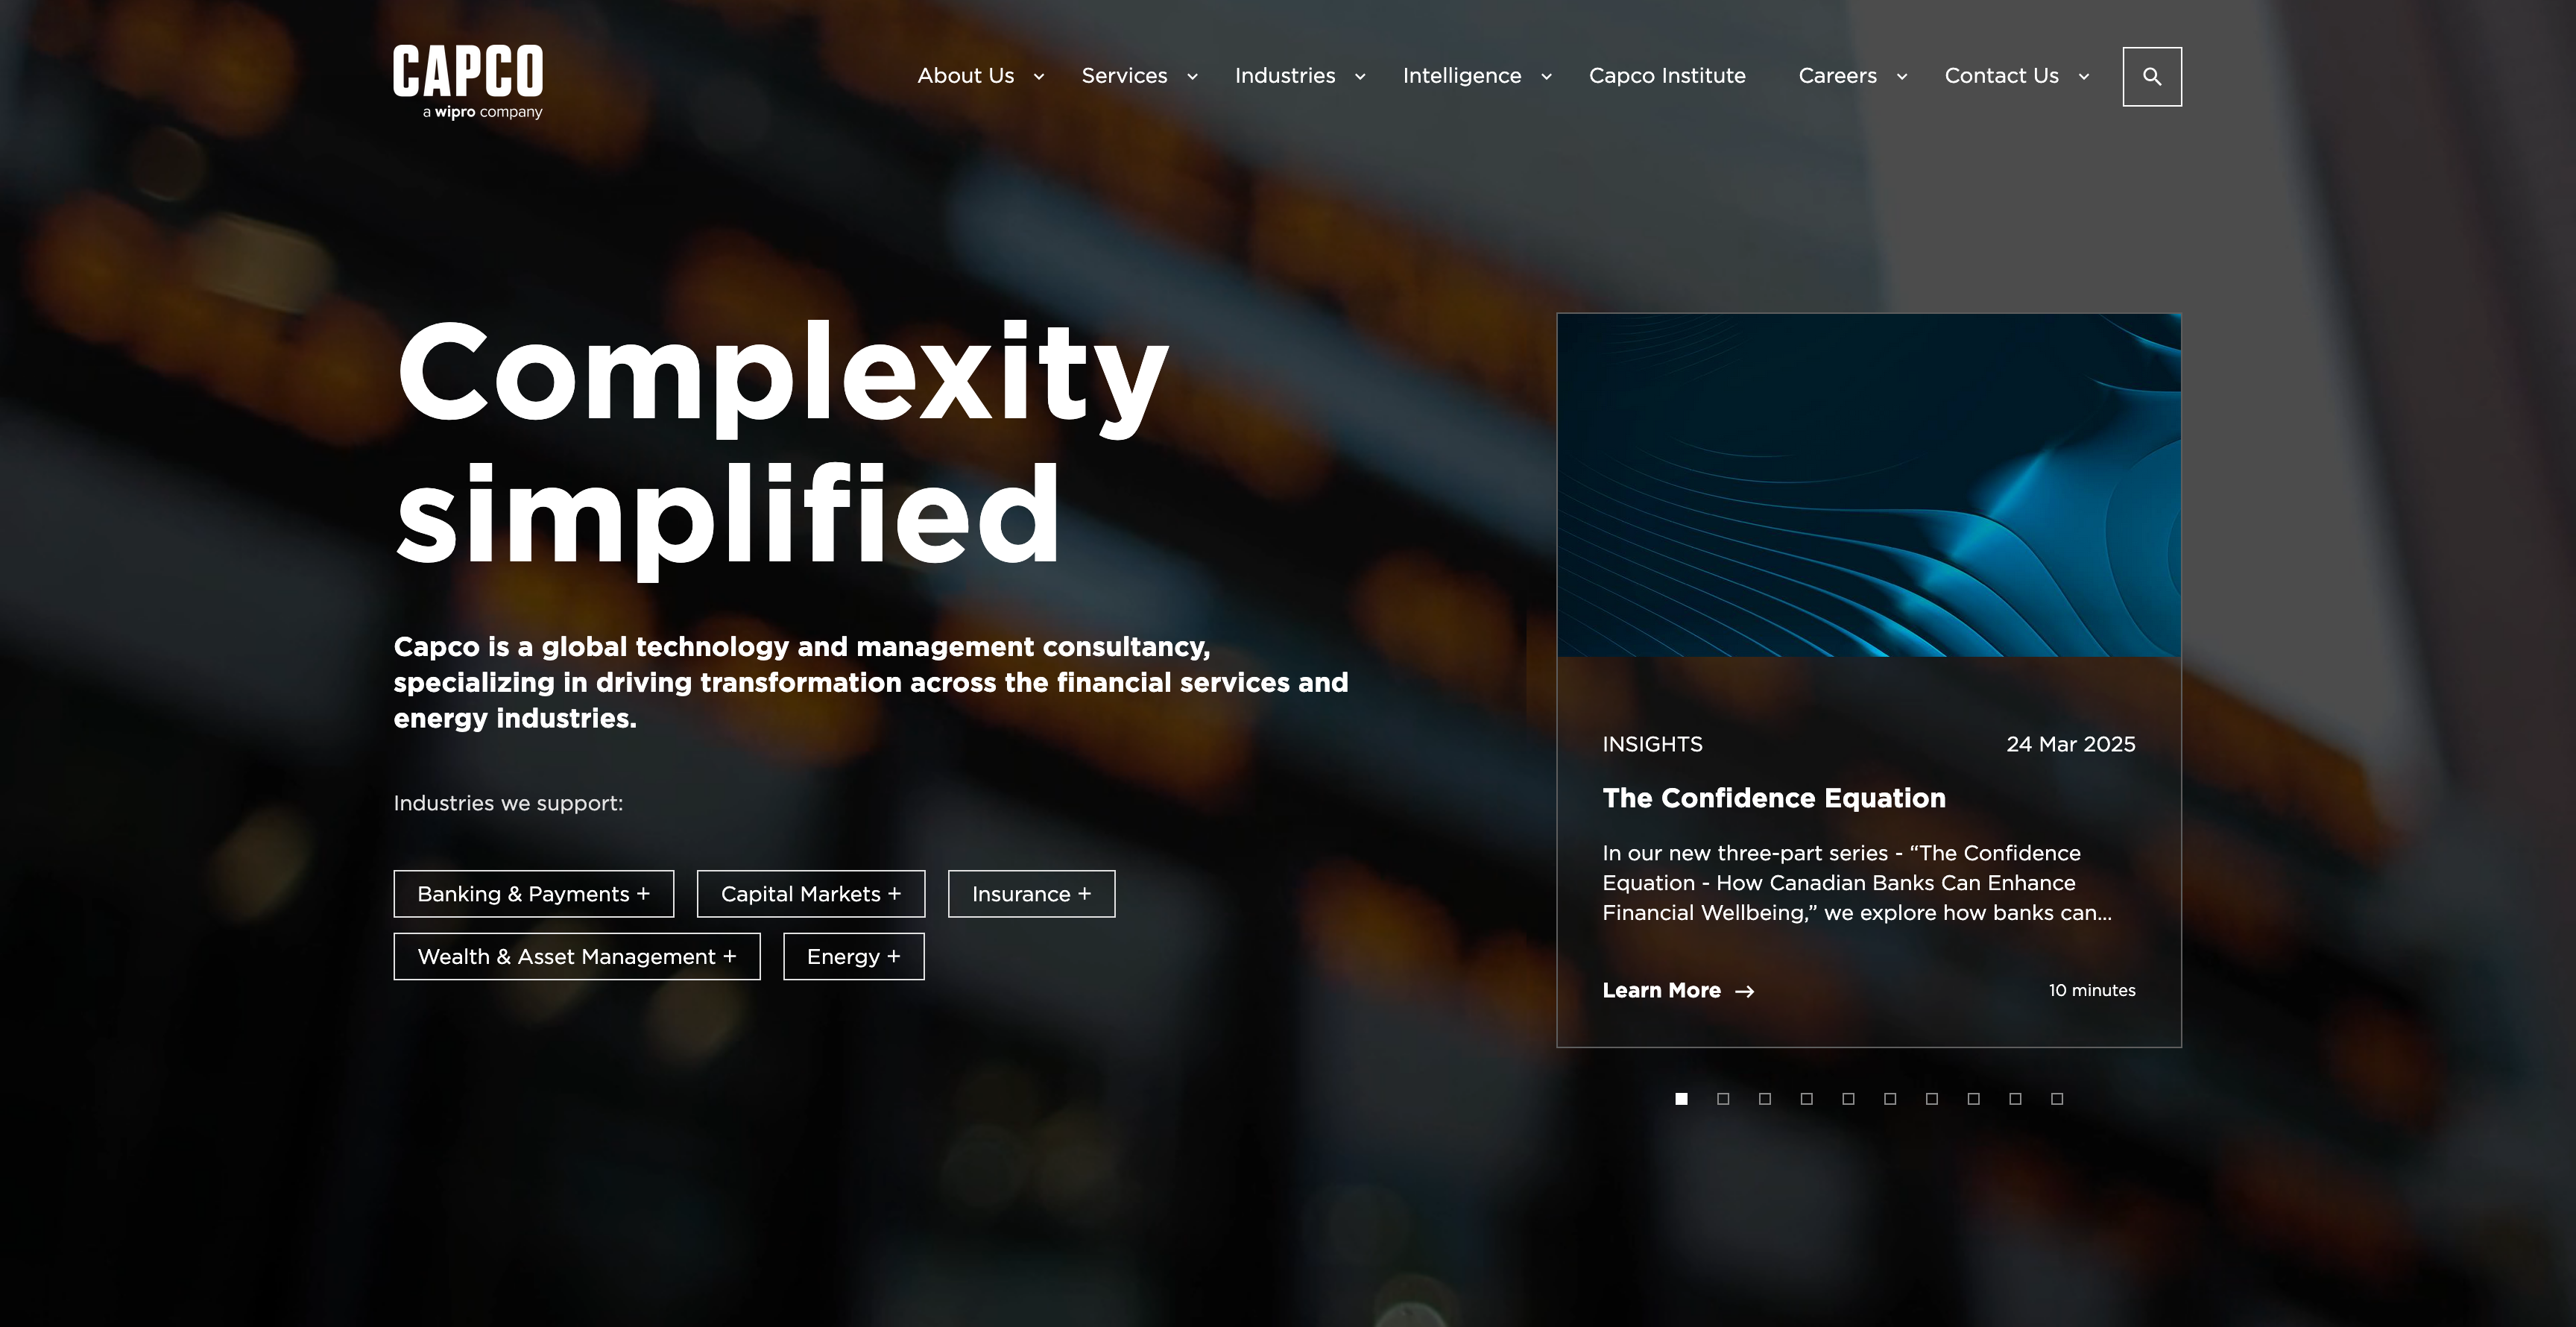 CAPCO
a wipro company
About Us
Services
Industries
Intelligence
Capco Institute
Careers
Contact Us
Complexity
simplified
Capco is a global technology and management consultancy,
specializing in driving transformation across the financial services and
energy industries.
Industries we support:
Banking & Payments +
Capital Markets +
Insurance +
Wealth & Asset Management +
Energy +
INSIGHTS
24 Mar 2025
The Confidence Equation
In our new three-part series - “The Confidence
Equation - How Canadian Banks Can Enhance
Financial Wellbeing,” we explore how banks can...
Learn More →
10 minutes